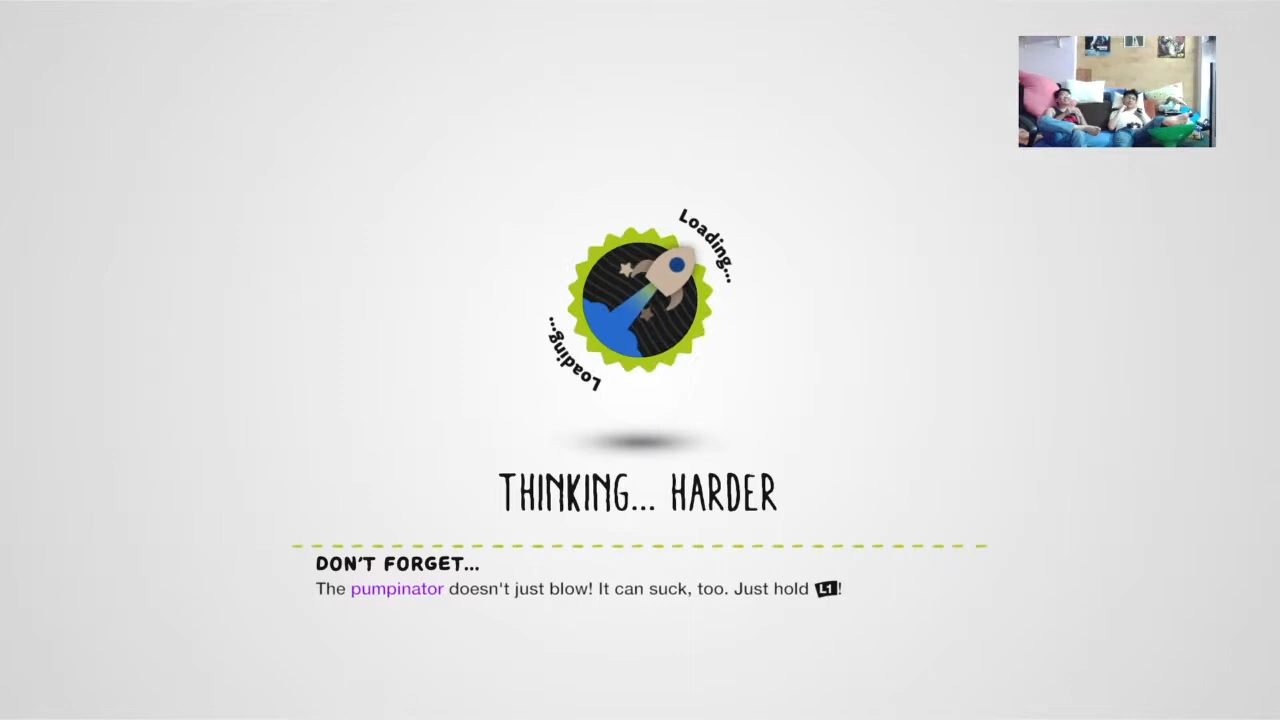 Loading...
Loading...
THINKING... HARDER
DON'T FORGET...
The pumpinator doesn't just blow! It can suck, too. Just hold L1!